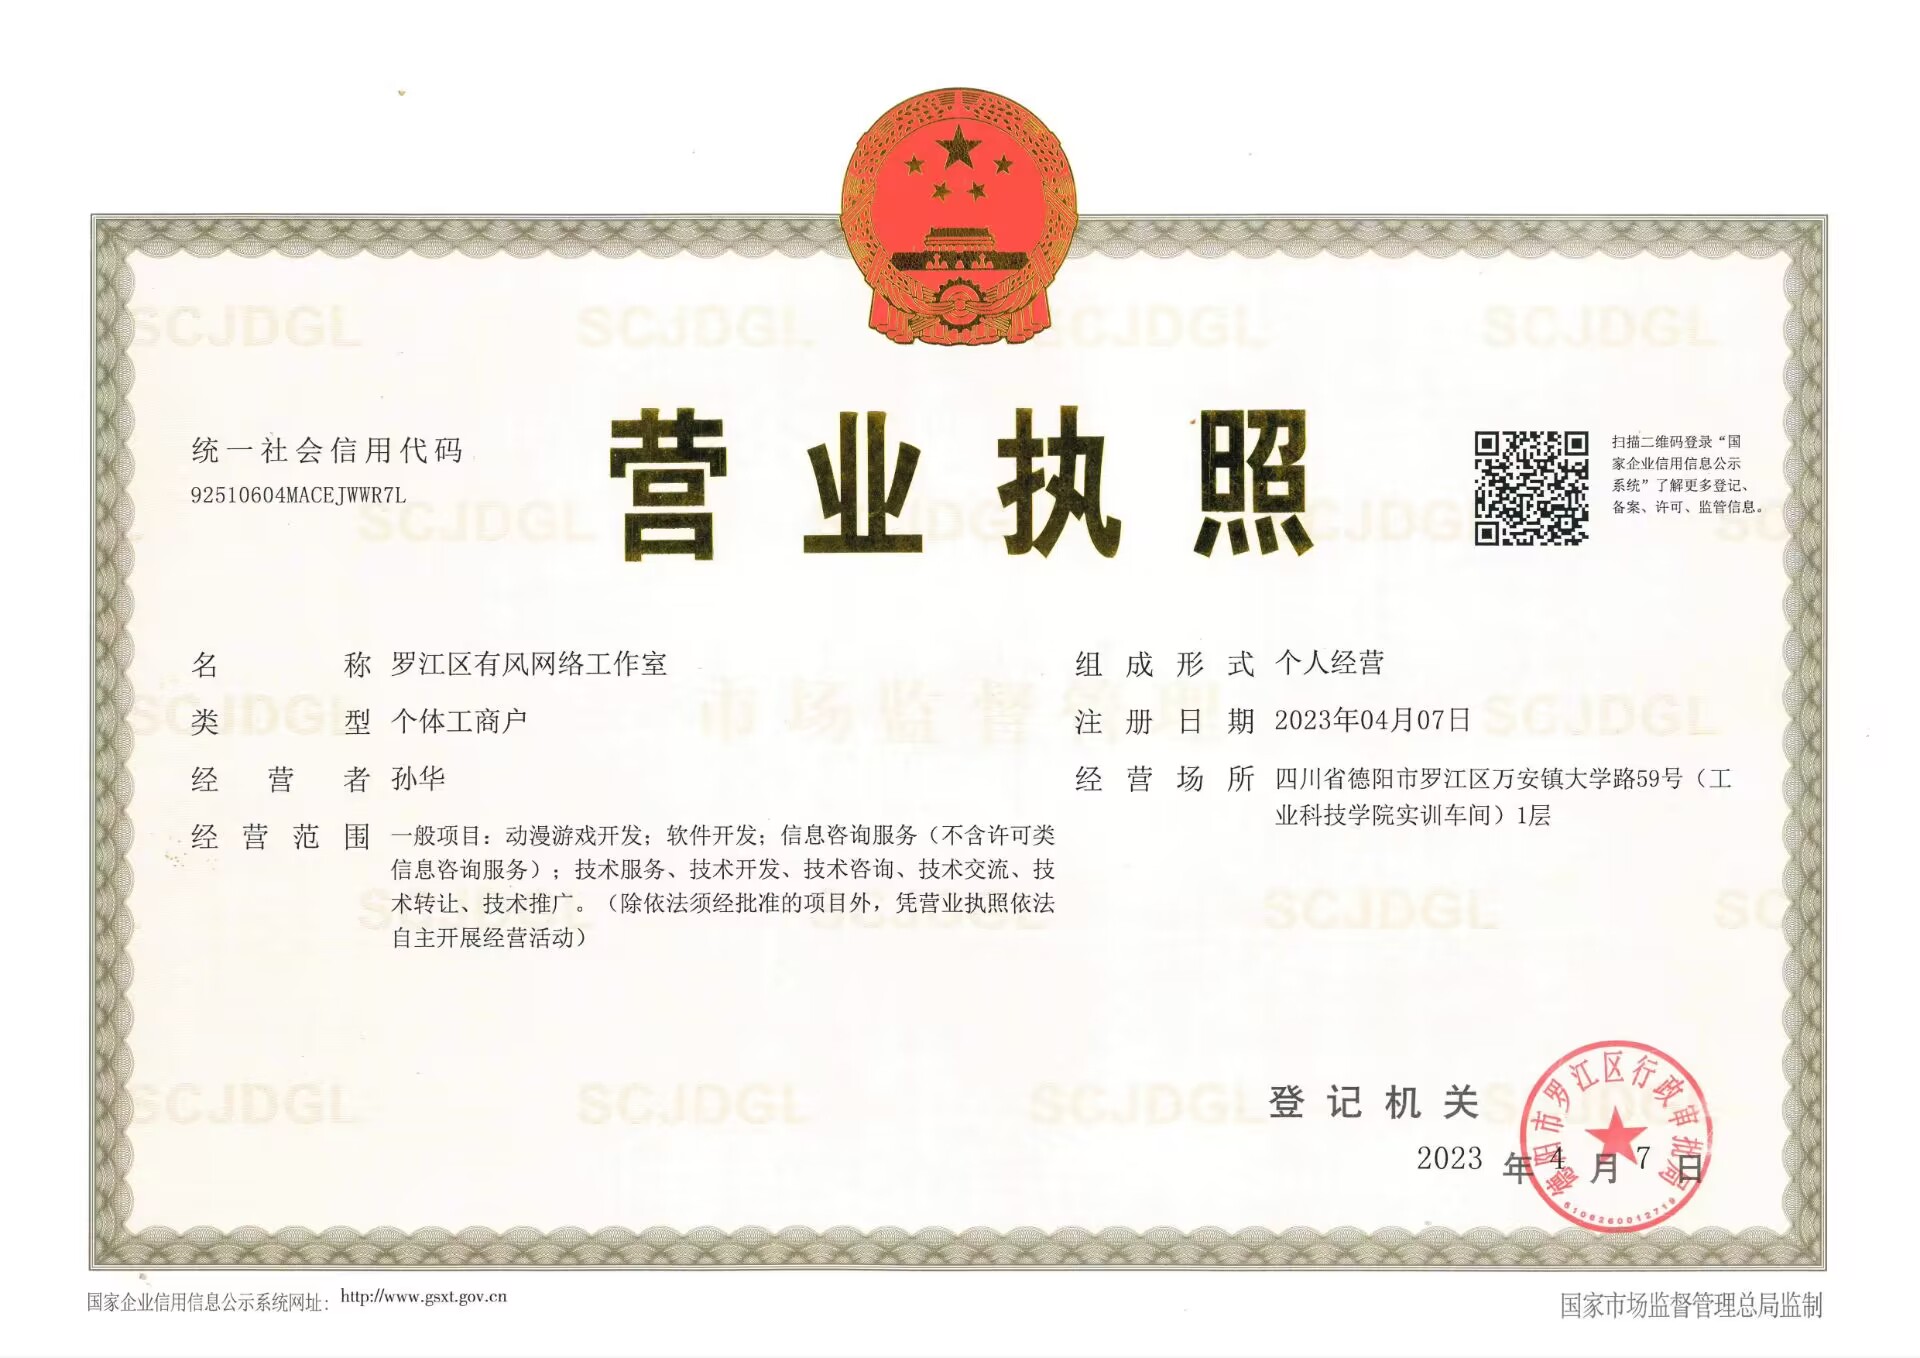 营业执照
统一社会信用代码
92510604MACEJWWR7L
扫描二维码登录“国
家企业信用信息公示
系统”了解更多登记、
备案、许可、监管信息。
名称 罗江区有风网络工作室
类型 个体工商户
经营者 孙华
经营范围 一般项目：动漫游戏开发；软件开发；信息咨询服务（不含许可类
信息咨询服务）；技术服务、技术开发、技术咨询、技术交流、技
术转让、技术推广。（除依法须经批准的项目外，凭营业执照依法
自主开展经营活动）
组成形式 个人经营
注册日期 2023年04月07日
经营场所 四川省德阳市罗江区万安镇大学路59号（工
业科技学院实训车间）1层
登记机关
2023 年 4 月 7 日
德阳市罗江区行政审批局
国家企业信用信息公示系统网址：http://www.gsxt.gov.cn
国家市场监督管理总局监制
SCJDGL
市场监督管理